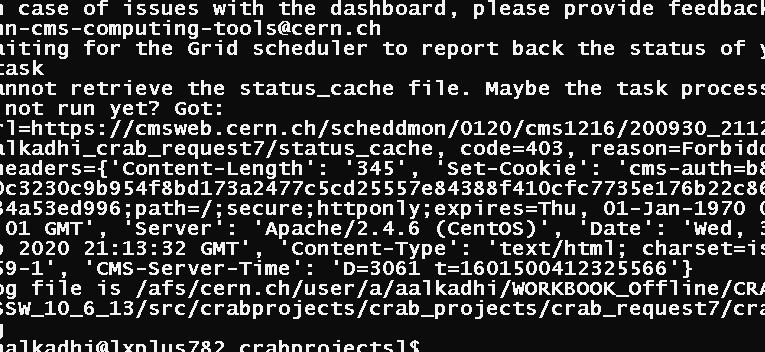 n case of issues with the dashboard, please provide feedback
n-cms-computing-tools@cern.ch
aiting for the Grid scheduler to report back the status of y
task
annot retrieve the status_cache file. Maybe the task process
not run yet? Got:
rl=https://cmsweb.cern.ch/scheddmon/0120/cms1216/200930_2112
alkadhi_crab_request7/status_cache, code=403, reason=Forbidd
headers={'Content-Length': '345', 'Set-Cookie': 'cms-auth=b8
0c3230c9b954f8bd173a2477c5cd25557e84388f410cfc7735e176b22c86
34a53ed996;path=/;secure;httponly;expires=Thu, 01-Jan-1970 0
01 GMT', 'Server': 'Apache/2.4.6 (CentOS)', 'Date': 'Wed, 3
p 2020 21:13:32 GMT', 'Content-Type': 'text/html; charset=is
59-1', 'CMS-Server-Time': 'D=3061 t=1601500412325566'}
og file is /afs/cern.ch/user/a/aalkadhi/WORKBOOK_Offline/CRA
SSW_10_6_13/src/crabprojects/crab_projects/crab_request7/cra
g
aalkadhi@lxplus782 crabprojects]$